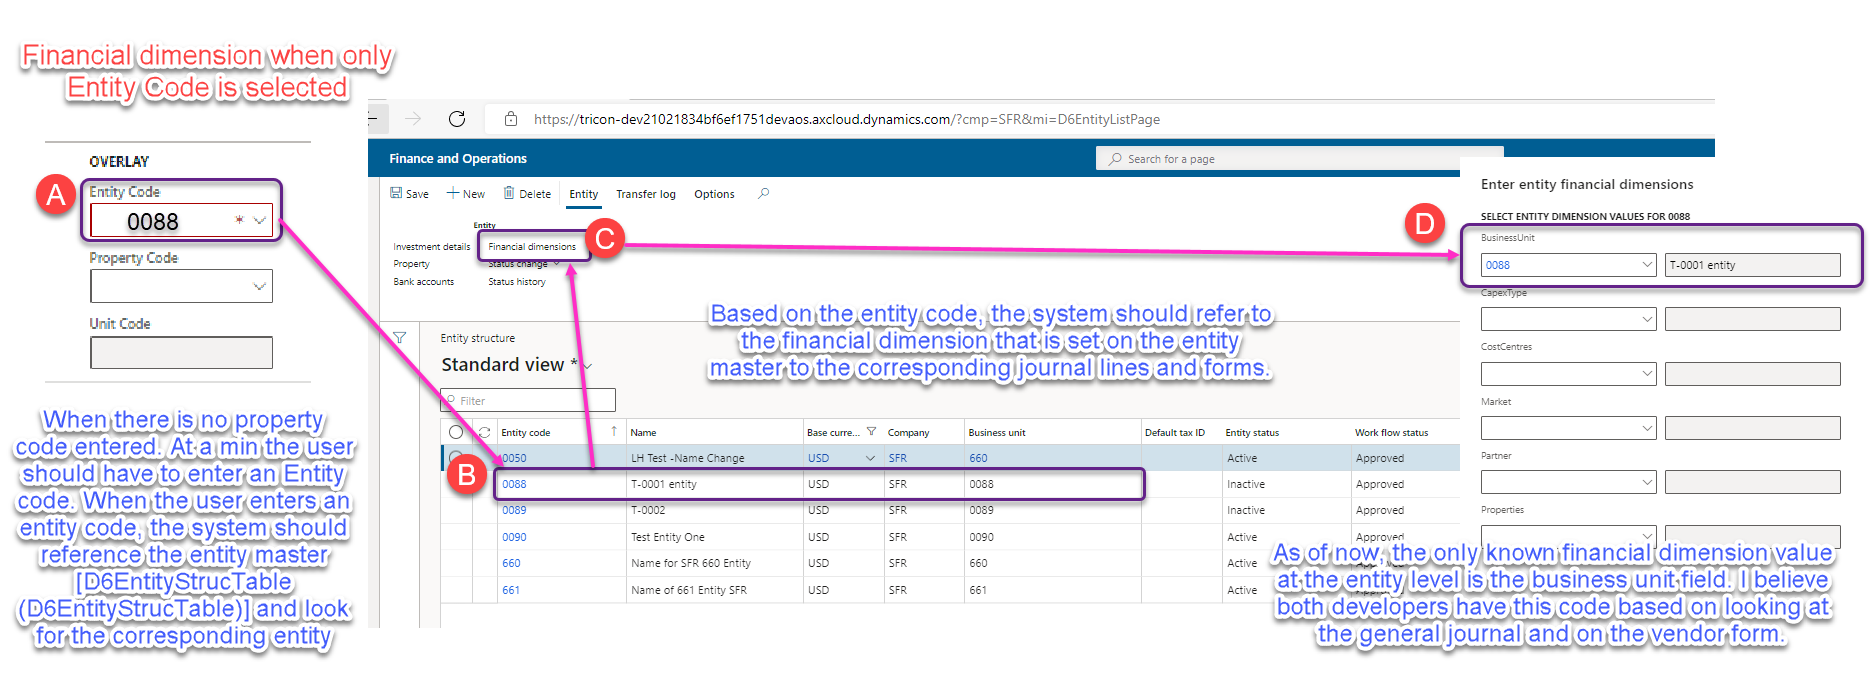 Financial dimension when only
Entity Code is selected
OVERLAY
A
Entity Code
0088 *
Property Code
Unit Code
When there is no property
code entered. At a min the user
should have to enter an Entity
code. When the user enters an
entity code, the system should
reference the entity master
[D6EntityStrucTable
(D6EntityStrucTable)] and look
for the corresponding entity
https://tricon-dev21021834bf6ef1751devaos.axcloud.dynamics.com/?cmp=SFR&mi=D6EntityListPage
Finance and Operations
Search for a page
Save New Delete Entity Transfer log Options
Entity
Investment details Financial dimensions
C
Property Status change
Bank accounts Status history
Based on the entity code, the system should refer to
the financial dimension that is set on the entity
master to the corresponding journal lines and forms.
Entity structure
Standard view *
Filter
Entity code Name Base curre... Company Business unit Default tax ID Entity status Work flow status
0050 LH Test -Name Change USD SFR 660 Active Approved
B
0088 T-0001 entity USD SFR 0088 Inactive Approved
0089 T-0002 USD SFR 0089 Inactive Approved
0090 Test Entity One USD SFR 0090 Active Approved
660 Name for SFR 660 Entity USD SFR 660 Active Approved
661 Name of 661 Entity SFR USD SFR 661 Active Approved
Enter entity financial dimensions
SELECT ENTITY DIMENSION VALUES FOR 0088
D
BusinessUnit
0088 T-0001 entity
CapexType
CostCentres
Market
Partner
Properties
As of now, the only known financial dimension value
at the entity level is the business unit field. I believe
both developers have this code based on looking at
the general journal and on the vendor form.